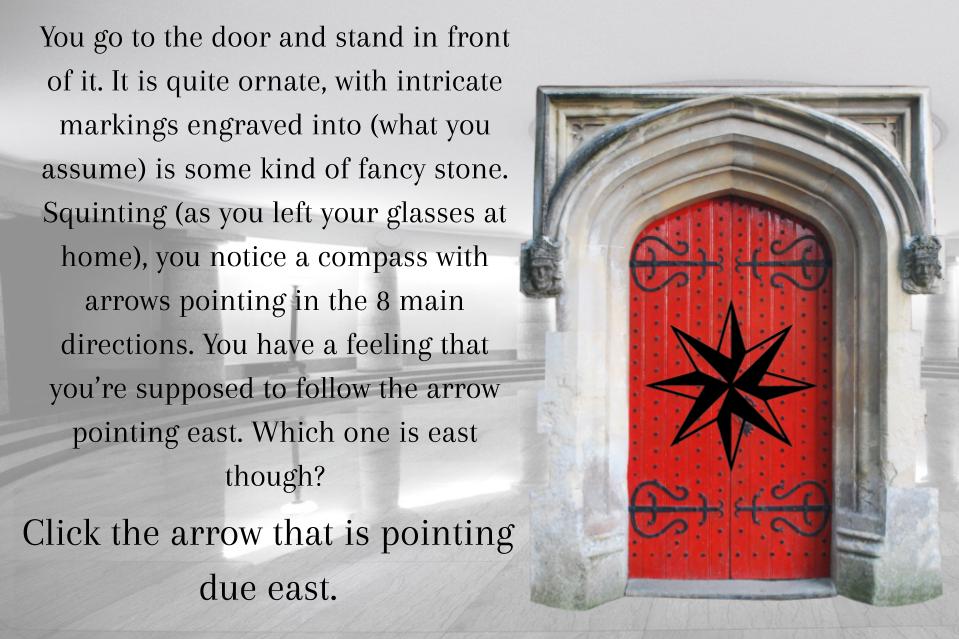 You go to the door and stand in front
of it. It is quite ornate, with intricate
markings engraved into (what you
assume) is some kind of fancy stone.
Squinting (as you left your glasses at
home), you notice a compass with
arrows pointing in the 8 main
directions. You have a feeling that
you’re supposed to follow the arrow
pointing east. Which one is east
though?
Click the arrow that is pointing
due east.